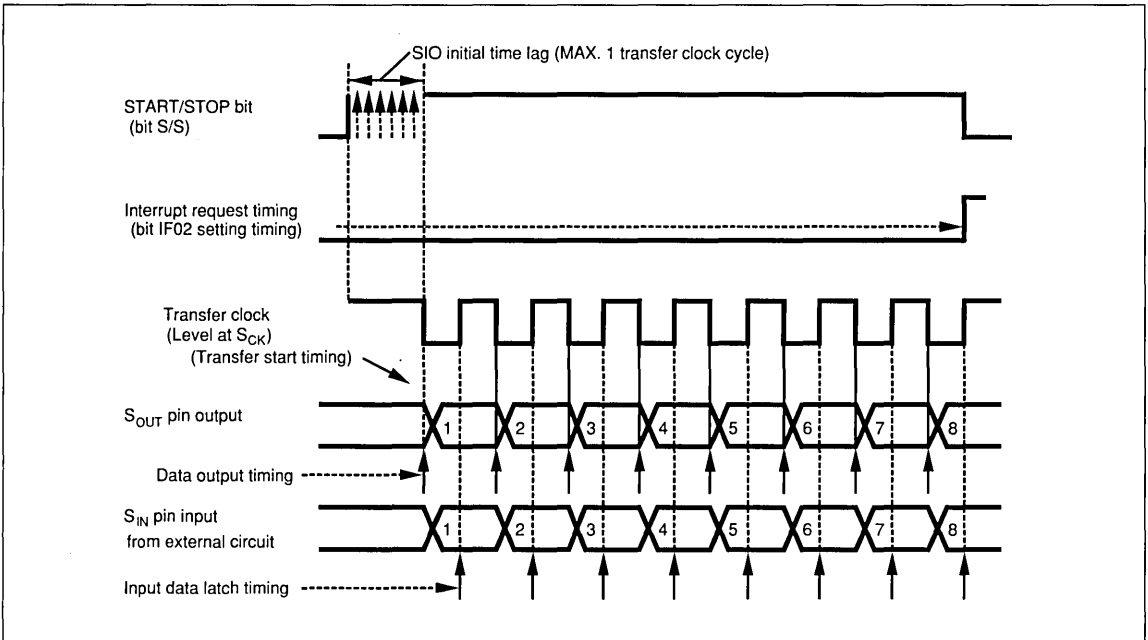 SIO initial time lag (MAX. 1 transfer clock cycle)
START/STOP bit
(bit S/S)
Interrupt request timing
(bit IF02 setting timing)
Transfer clock
(Level at SCK)
(Transfer start timing)
SOUT pin output
1 2 3 4 5 6 7 8
Data output timing
SIN pin input
from external circuit
1 2 3 4 5 6 7 8
Input data latch timing